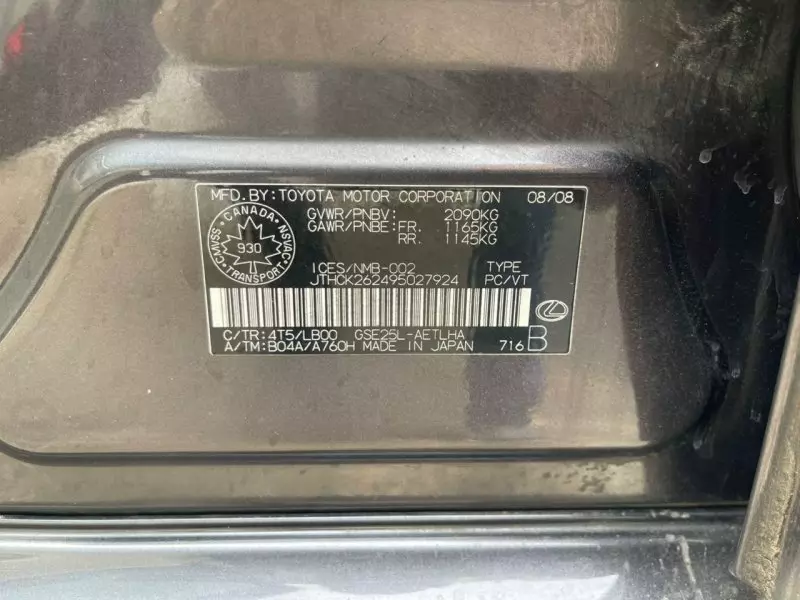 MFD.BY:TOYOTA MOTOR CORPORATION 08/08
GVWR/PNBV: 2090KG
GAWR/PNBE:FR. 1165KG
RR. 1145KG
CANADA
CMVSS NSVAC
930
TRANSPORT
ICES/NMB-002 TYPE
JTHCK262495027924 PC/VT
C/TR:4T5/LB00 GSE25L-AETLHA
A/TM:B04A/A760H MADE IN JAPAN 716 B